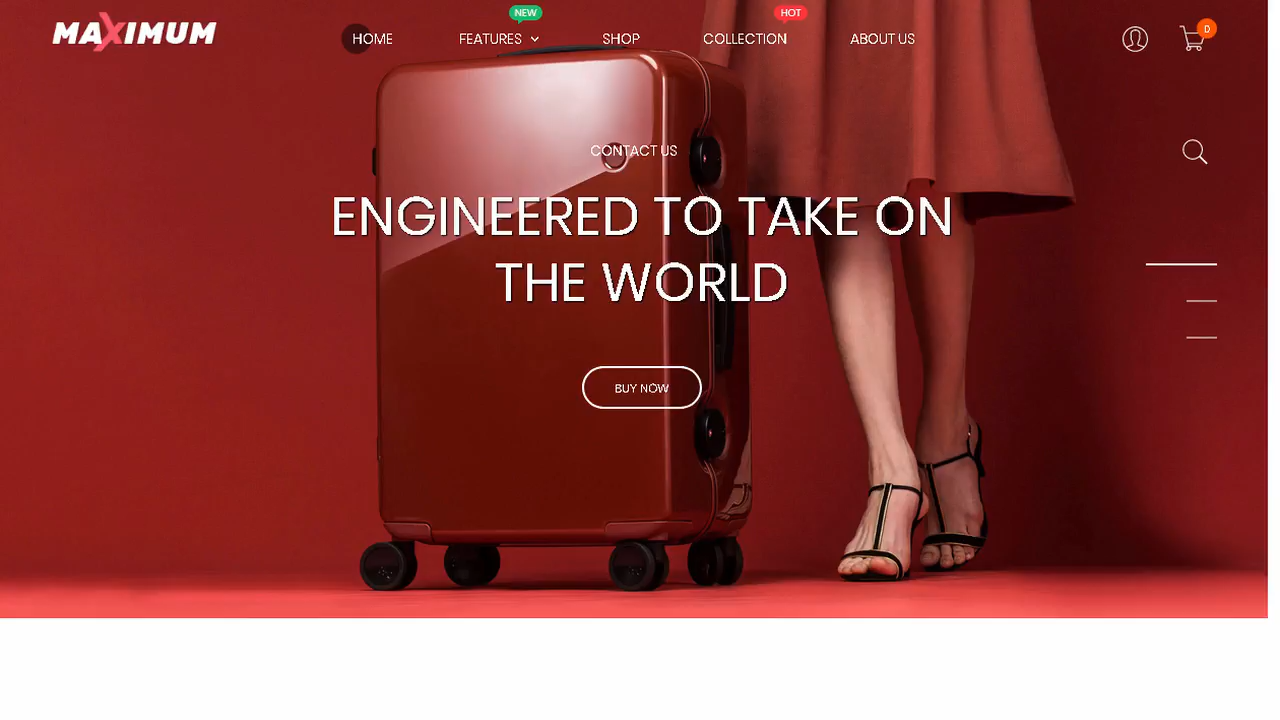 NEW
HOT
MAXIMUM
HOME
FEATURES
SHOP
COLLECTION
ABOUT US
0
CONTACT US
ENGINEERED TO TAKE ON
THE WORLD
BUY NOW